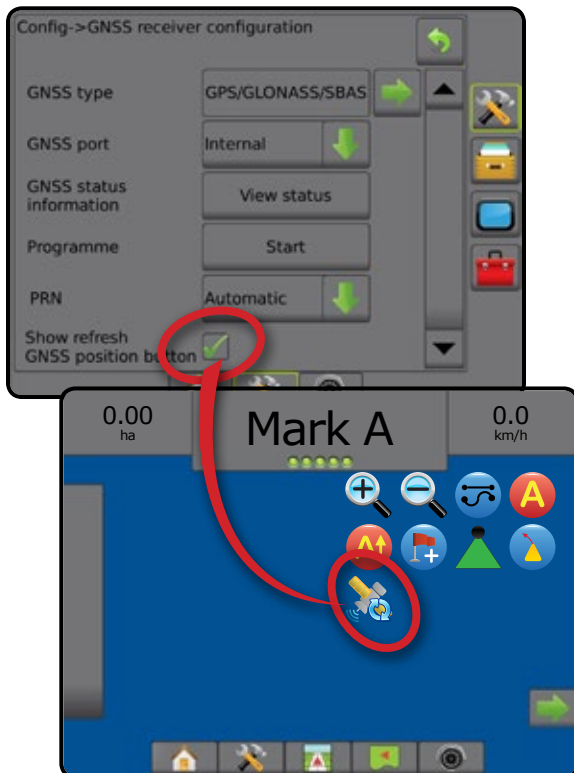 Config->GNSS receiver configuration
GNSS type
GPS/GLONASS/SBAS
GNSS port
Internal
GNSS status
information
View status
Programme
Start
PRN
Automatic
Show refresh
GNSS position button
0.00
ha
Mark A
0.0
km/h
A
A